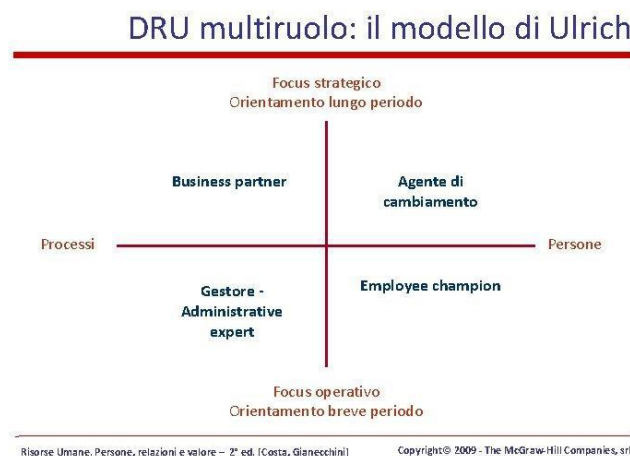 DRU multiruolo: il modello di Ulrich
Focus strategico
Orientamento lungo periodo
Business partner
Agente di
cambiamento
Processi
Persone
Gestore -
Administrative
expert
Employee champion
Focus operativo
Orientamento breve periodo
Risorse Umane. Persone, relazioni e valore – 2° ed. [Costa, Gianecchini]
Copyright© 2009 - The McGraw-Hill Companies, srl